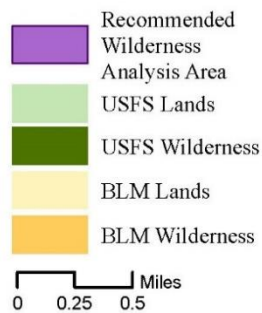 Recommended
Wilderness
Analysis Area
USFS Lands
USFS Wilderness
BLM Lands
BLM Wilderness
Miles
0 0.25 0.5